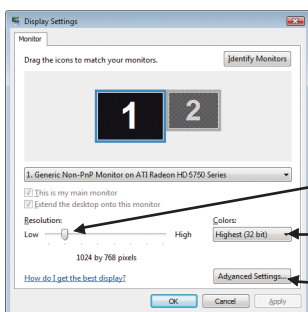 Display Settings
Monitor
Drag the icons to match your monitors.
Identify Monitors
1
2
1. Generic Non-PnP Monitor on ATI Radeon HD 5750 Series
This is my main monitor
Extend the desktop onto this monitor
Resolution:
Colors:
Low
High
Highest (32 bit)
1024 by 768 pixels
How do I get the best display?
Advanced Settings...
OK
Cancel
Apply